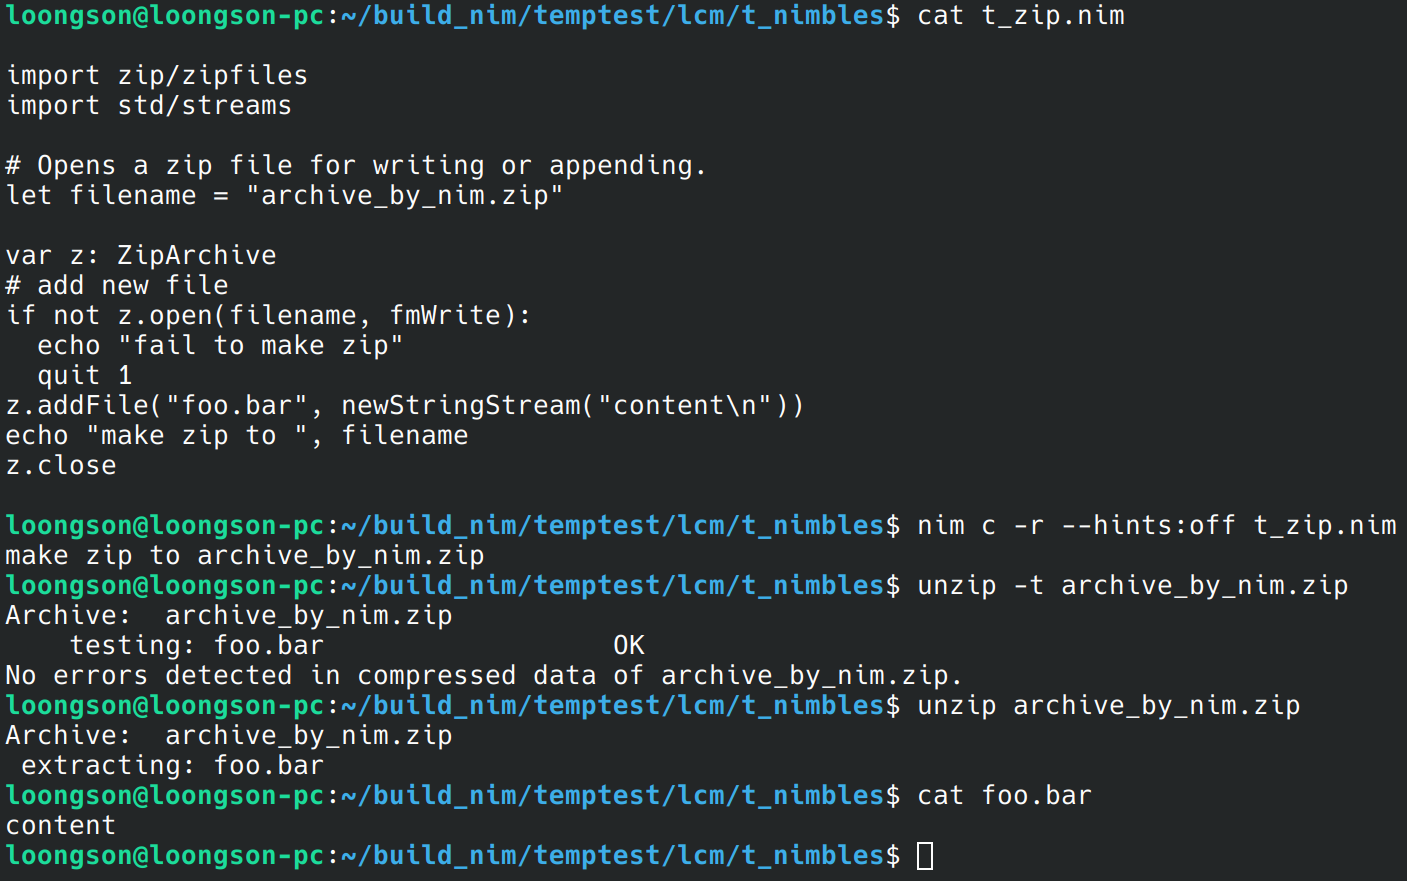 loongson@loongson-pc:~/build_nim/temptest/lcm/t_nimbles$ cat t_zip.nim

import zip/zipfiles
import std/streams

# Opens a zip file for writing or appending.
let filename = "archive_by_nim.zip"

var z: ZipArchive
# add new file
if not z.open(filename, fmWrite):
  echo "fail to make zip"
  quit 1
z.addFile("foo.bar", newStringStream("content\n"))
echo "make zip to ", filename
z.close

loongson@loongson-pc:~/build_nim/temptest/lcm/t_nimbles$ nim c -r --hints:off t_zip.nim
make zip to archive_by_nim.zip
loongson@loongson-pc:~/build_nim/temptest/lcm/t_nimbles$ unzip -t archive_by_nim.zip
Archive:  archive_by_nim.zip
    testing: foo.bar                  OK
No errors detected in compressed data of archive_by_nim.zip.
loongson@loongson-pc:~/build_nim/temptest/lcm/t_nimbles$ unzip archive_by_nim.zip
Archive:  archive_by_nim.zip
 extracting: foo.bar
loongson@loongson-pc:~/build_nim/temptest/lcm/t_nimbles$ cat foo.bar
content
loongson@loongson-pc:~/build_nim/temptest/lcm/t_nimbles$